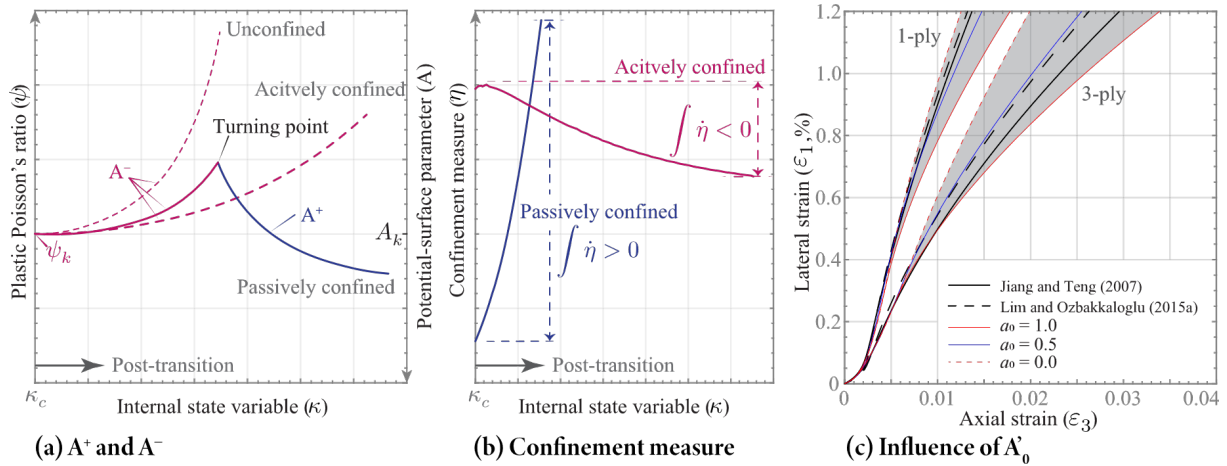 Plastic Poisson's ratio (ψ)
Unconfined
Acitvely confined
Turning point
A⁻
A⁺
A_k
ψ_k
Passively confined
Post-transition
κ_c
Internal state variable (κ)
Potential-surface parameter (A)
(a) A⁺ and A⁻
Confinement measure (η)
Acitvely confined
∫ η̇ < 0
Passively confined
∫ η̇ > 0
Post-transition
κ_c
Internal state variable (κ)
(b) Confinement measure
Lateral strain (ε₁,%)
1.2
1.0
0.8
0.6
0.4
0.2
0
1-ply
3-ply
Jiang and Teng (2007)
Lim and Ozbakkaloglu (2015a)
a₀ = 1.0
a₀ = 0.5
a₀ = 0.0
0 0.01 0.02 0.03 0.04
Axial strain (ε₃)
(c) Influence of A'₀